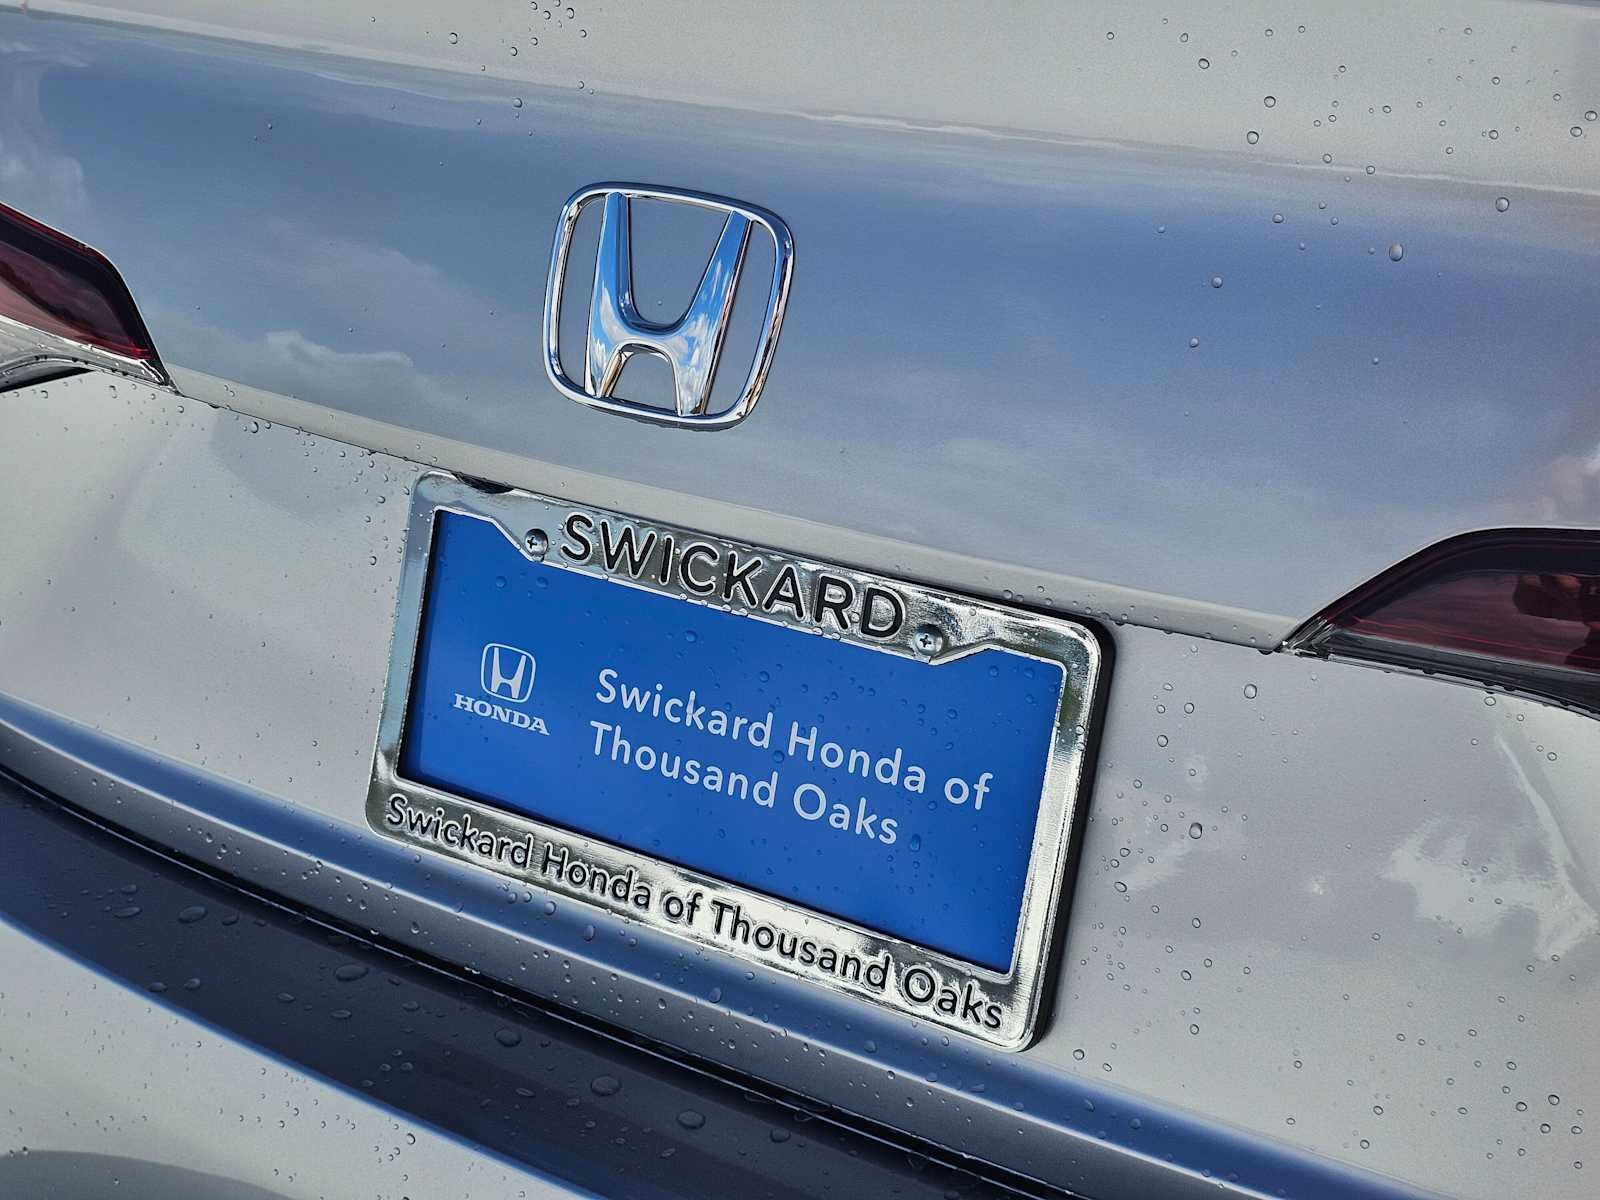 SWICKARD
HONDA
Swickard Honda of
Thousand Oaks
Swickard Honda of Thousand Oaks